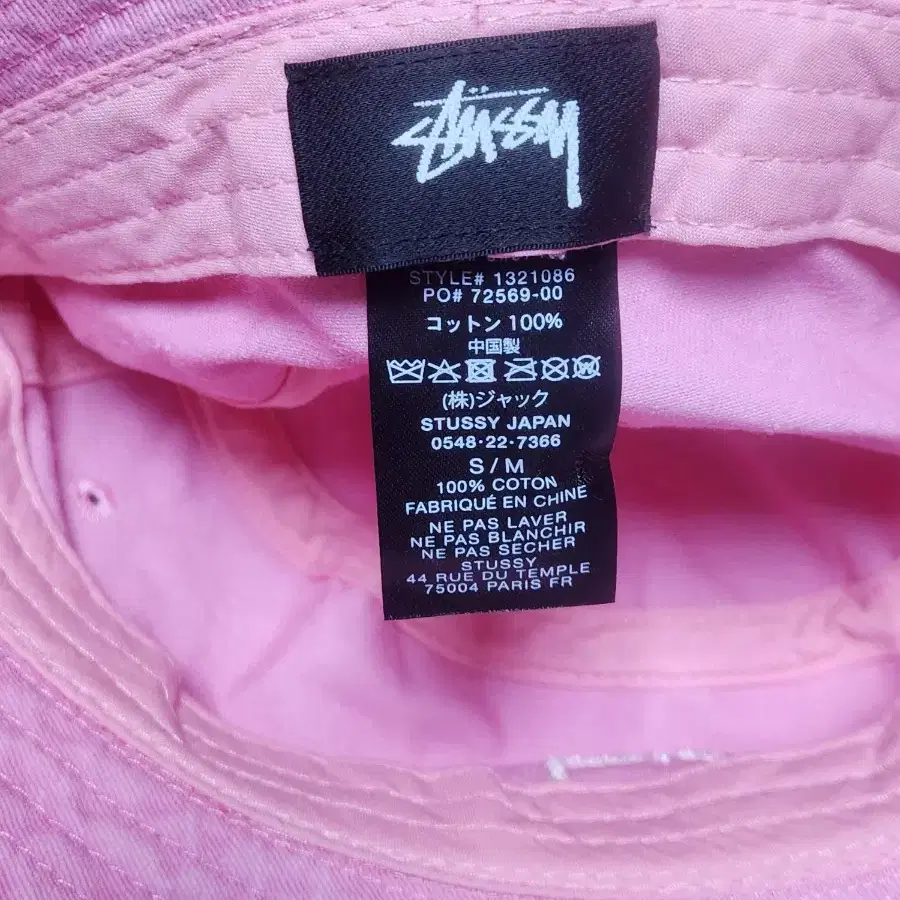 STUSSY
STYLE# 1321086
PO# 72569-00
コットン 100%
中国製
(株)ジャック
STUSSY JAPAN
0548-22-7366
S / M
100% COTON
FABRIQUÉ EN CHINE
NE PAS LAVER
NE PAS BLANCHIR
NE PAS SÉCHER
STUSSY
44 RUE DU TEMPLE
75004 PARIS FR